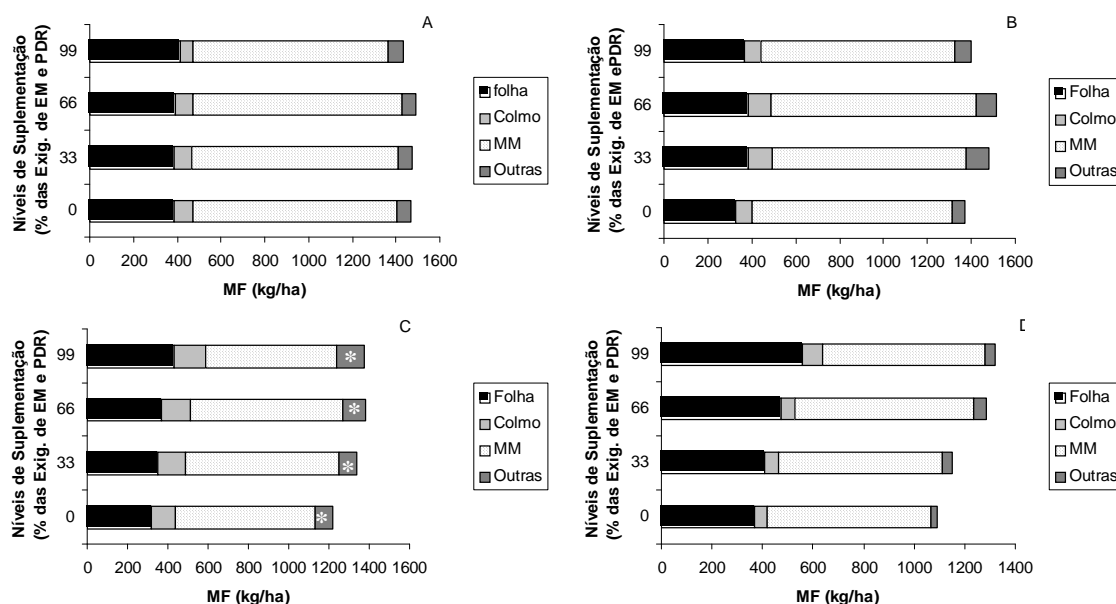 A
Níveis de Suplementação
(% das Exig. de EM e PDR)
99
66
33
0
0 200 400 600 800 1000 1200 1400 1600
MF (kg/ha)
folha
Colmo
MM
Outras
B
Níveis de Suplementação
(% das Exig. de EM ePDR)
99
66
33
0
0 200 400 600 800 1000 1200 1400 1600
MF (kg/ha)
Folha
Colmo
MM
Outras
C
Níveis de Suplementação
(% das Exig. de EM e PDR)
99
*
66
*
33
*
0
*
0 200 400 600 800 1000 1200 1400 1600
MF (kg/ha)
Folha
Colmo
MM
Outras
D
Níveis de Suplementação
(% das Exig. de EM e PDR)
99
66
33
0
0 200 400 600 800 1000 1200 1400
MF (kg/ha)
Folha
Colmo
MM
Outras